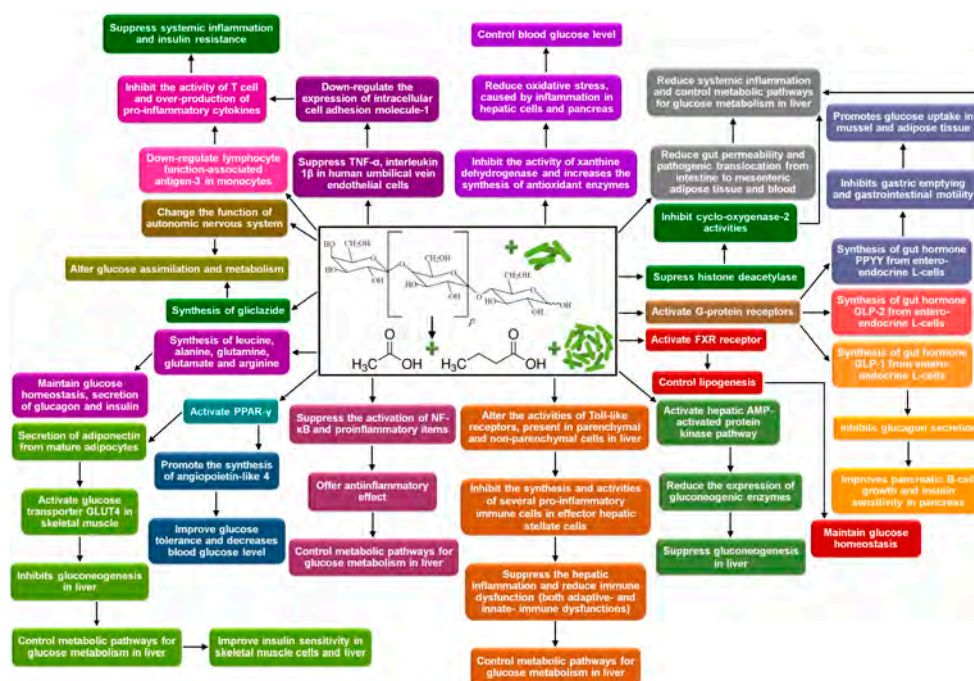 Suppress systemic inflammation
and insulin resistance
Control blood glucose level
Inhibit the activity of T cell
and over-production of
pro-inflammatory cytokines
Down-regulate the
expression of intracellular
cell adhesion molecule-1
Reduce oxidative stress,
caused by inflammation in
hepatic cells and pancreas
Reduce systemic inflammation
and control metabolic pathways
for glucose metabolism in liver
Promotes glucose uptake in
mussel and adipose tissue
Down-regulate lymphocyte
function-associated
antigen-3 in monocytes
Suppress TNF-α, interleukin
1β in human umbilical vein
endothelial cells
Inhibit the activity of xanthine
dehydrogenase and increases the
synthesis of antioxidant enzymes
Reduce gut permeability and
pathogenic translocation from
intestine to mesenteric
adipose tissue and blood
Inhibits gastric emptying
and gastrointestinal motility
Change the function of
autonomic nervous system
Inhibit cyclo-oxygenase-2
activities
Alter glucose assimilation and metabolism
Supress histone deacetylase
Synthesis of gut hormone
PPYY from entero-
endocrine L-cells
Synthesis of gliclazide
Activate G-protein receptors
Synthesis of gut hormone
GLP-2 from entero-
endocrine L-cells
Synthesis of leucine,
alanine, glutamine,
glutamate and arginine
Activate FXR receptor
Synthesis of gut hormone
GLP-1 from entero-
endocrine L-cells
Maintain glucose
homeostasis, secretion
of glucagon and insulin
Control lipogenesis
Activate PPAR-γ
Suppress the activation of NF-
κB and proinflammatory items
Alter the activities of Toll-like
receptors, present in parenchymal
and non-parenchymal cells in liver
Activate hepatic AMP-
activated protein
kinase pathway
Inhibits glucagon secretion
Secretion of adiponectin
from mature adipocytes
Promote the synthesis
of angiopoietin-like 4
Offer antiinflammatory
effect
Inhibit the synthesis and activities
of several pro-inflammatory
immune cells in effector hepatic
stellate cells
Reduce the expression of
gluconeogenic enzymes
Improves pancreatic B-cell
growth and insulin
sensitivity in pancreas
Activate glucose
transporter GLUT4 in
skeletal muscle
Improve glucose
tolerance and decreases
blood glucose level
Control metabolic pathways for
glucose metabolism in liver
Suppress gluconeogenesis
in liver
Maintain glucose
homeostasis
Inhibits gluconeogenesis
in liver
Suppress the hepatic
inflammation and reduce immune
dysfunction (both adaptive- and
innate- immune dysfunctions)
Control metabolic pathways for
glucose metabolism in liver
Improve insulin sensitivity in
skeletal muscle cells and liver
Control metabolic pathways for
glucose metabolism in liver